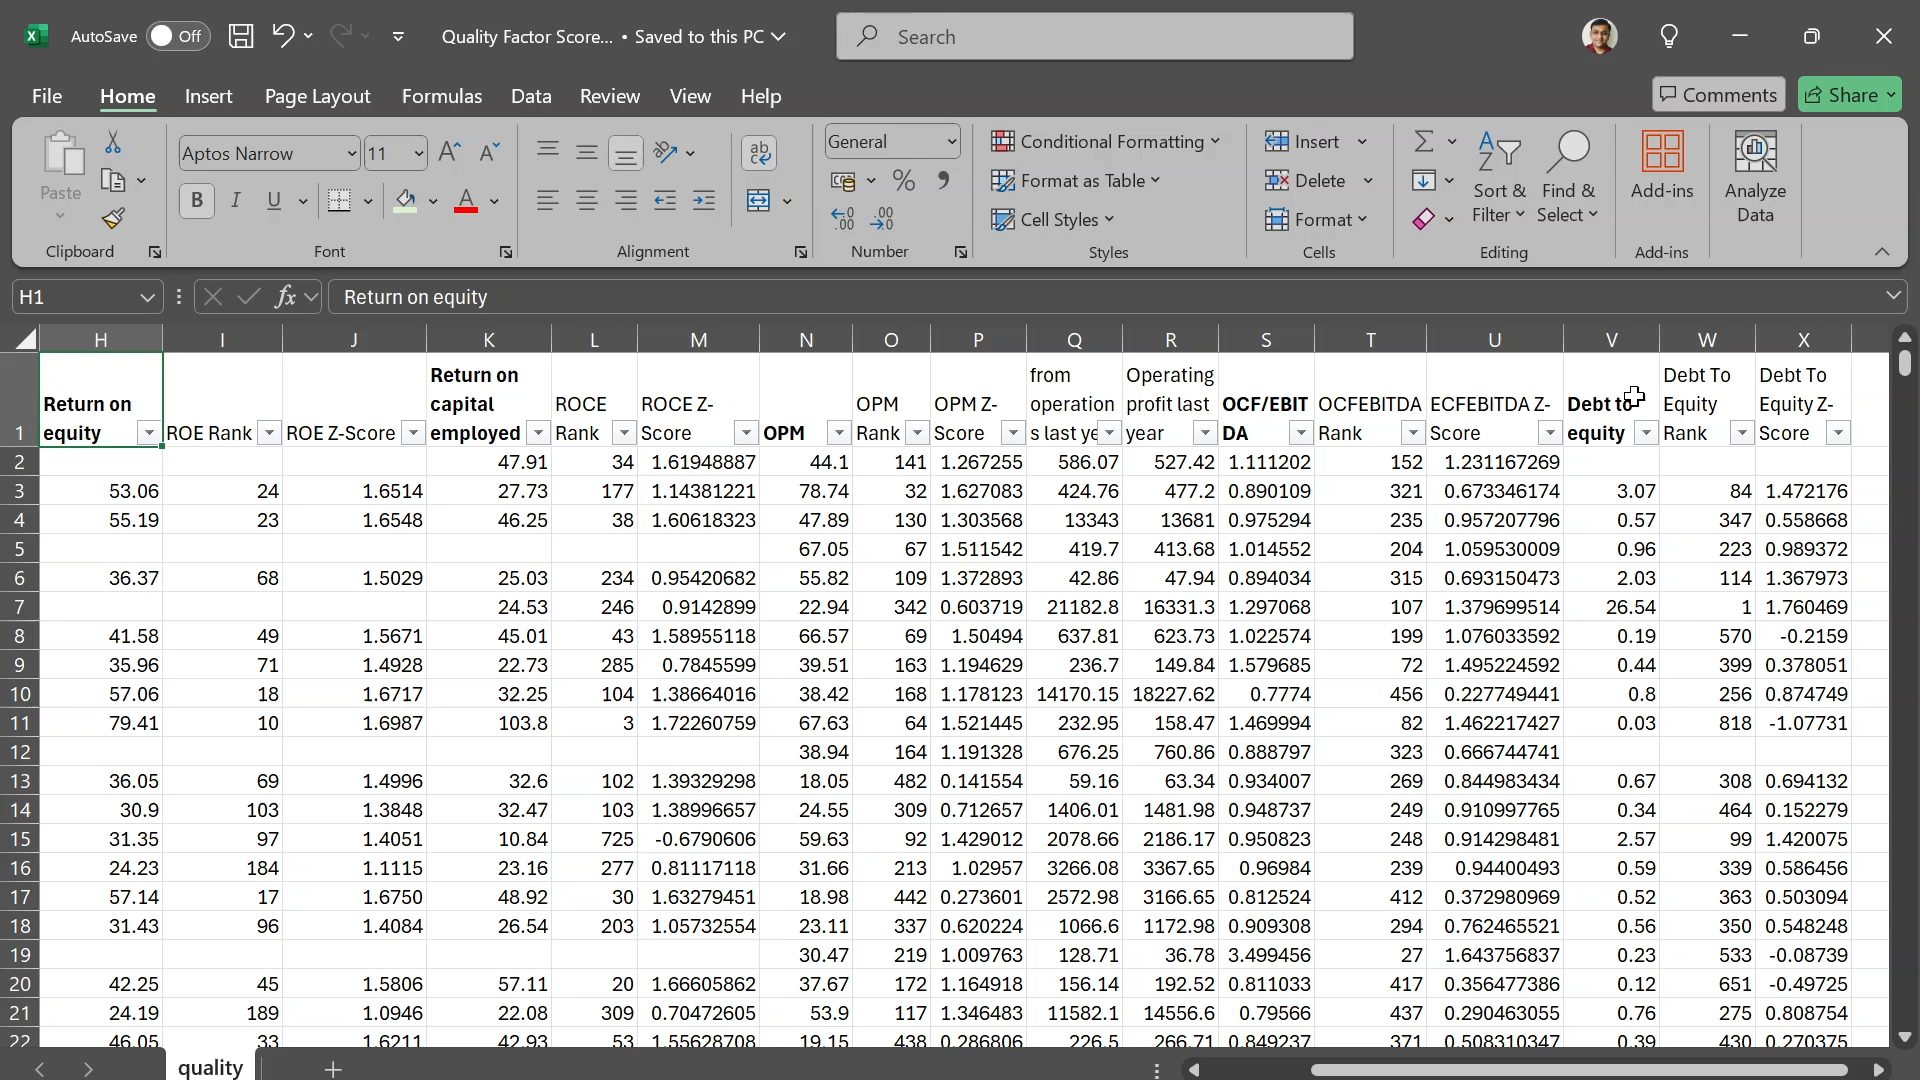 AutoSave Off Quality Factor Score... • Saved to this PC Search
File Home Insert Page Layout Formulas Data Review View Help Comments Share
Paste Aptos Narrow 11 General Conditional Formatting Insert Sort & Find & Add-ins Analyze
Format as Table Delete Filter Select Data
Cell Styles Format
Clipboard Font Alignment Number Styles Cells Editing Add-ins
H1 fx Return on equity
H I J K L M N O P Q R S T U V W X
1 Return on equity ROE Rank ROE Z-Score Return on capital employed ROCE Rank ROCE Z-Score OPM OPM Rank OPM Z-Score from operations last ye Operating profit last year OCF/EBITDA OCFEBITDA Rank ECFEBITDA Z-Score Debt to equity Debt To Equity Rank Debt To Equity Z-Score
2 47.91 34 1.61948887 44.1 141 1.267255 586.07 527.42 1.111202 152 1.231167269
3 53.06 24 1.6514 27.73 177 1.14381221 78.74 32 1.627083 424.76 477.2 0.890109 321 0.673346174 3.07 84 1.472176
4 55.19 23 1.6548 46.25 38 1.60618323 47.89 130 1.303568 13343 13681 0.975294 235 0.957207796 0.57 347 0.558668
5 67.05 67 1.511542 419.7 413.68 1.014552 204 1.059530009 0.96 223 0.989372
6 36.37 68 1.5029 25.03 234 0.95420682 55.82 109 1.372893 42.86 47.94 0.894034 315 0.693150473 2.03 114 1.367973
7 24.53 246 0.9142899 22.94 342 0.603719 21182.8 16331.3 1.297068 107 1.379699514 26.54 1 1.760469
8 41.58 49 1.5671 45.01 43 1.58955118 66.57 69 1.50494 637.81 623.73 1.022574 199 1.076033592 0.19 570 -0.2159
9 35.96 71 1.4928 22.73 285 0.7845599 39.51 163 1.194629 236.7 149.84 1.579685 72 1.495224592 0.44 399 0.378051
10 57.06 18 1.6717 32.25 104 1.38664016 38.42 168 1.178123 14170.15 18227.62 0.7774 456 0.227749441 0.8 256 0.874749
11 79.41 10 1.6987 103.8 3 1.72260759 67.63 64 1.521445 232.95 158.47 1.469994 82 1.462217427 0.03 818 -1.07731
12 38.94 164 1.191328 676.25 760.86 0.888797 323 0.666744741
13 36.05 69 1.4996 32.6 102 1.39329298 18.05 482 0.141554 59.16 63.34 0.934007 269 0.844983434 0.67 308 0.694132
14 30.9 103 1.3848 32.47 103 1.38996657 24.55 309 0.712657 1406.01 1481.98 0.948737 249 0.910997765 0.34 464 0.152279
15 31.35 97 1.4051 10.84 725 -0.6790606 59.63 92 1.429012 2078.66 2186.17 0.950823 248 0.914298481 2.57 99 1.420075
16 24.23 184 1.1115 23.16 277 0.81117118 31.66 213 1.02957 3266.08 3367.65 0.96984 239 0.94400493 0.59 339 0.586456
17 57.14 17 1.6750 48.92 30 1.63279451 18.98 442 0.273601 2572.98 3166.65 0.812524 412 0.372980969 0.52 363 0.503094
18 31.43 96 1.4084 26.54 203 1.05732554 23.11 337 0.620224 1066.6 1172.98 0.909308 294 0.762465521 0.56 350 0.548248
19 30.47 219 1.009763 128.71 36.78 3.499456 27 1.643756837 0.23 533 -0.08739
20 42.25 45 1.5806 57.11 20 1.66605862 37.67 172 1.164918 156.14 192.52 0.811033 417 0.356477386 0.12 651 -0.49725
21 24.19 189 1.0946 22.08 309 0.70472605 53.9 117 1.346483 11582.1 14556.6 0.79566 437 0.290463055 0.76 275 0.808754
22 46.05 33 1.6211 42.93 53 1.55628708 19.15 438 0.286806 226.5 266.71 0.849237 371 0.508310347 0.39 430 0.270375
quality